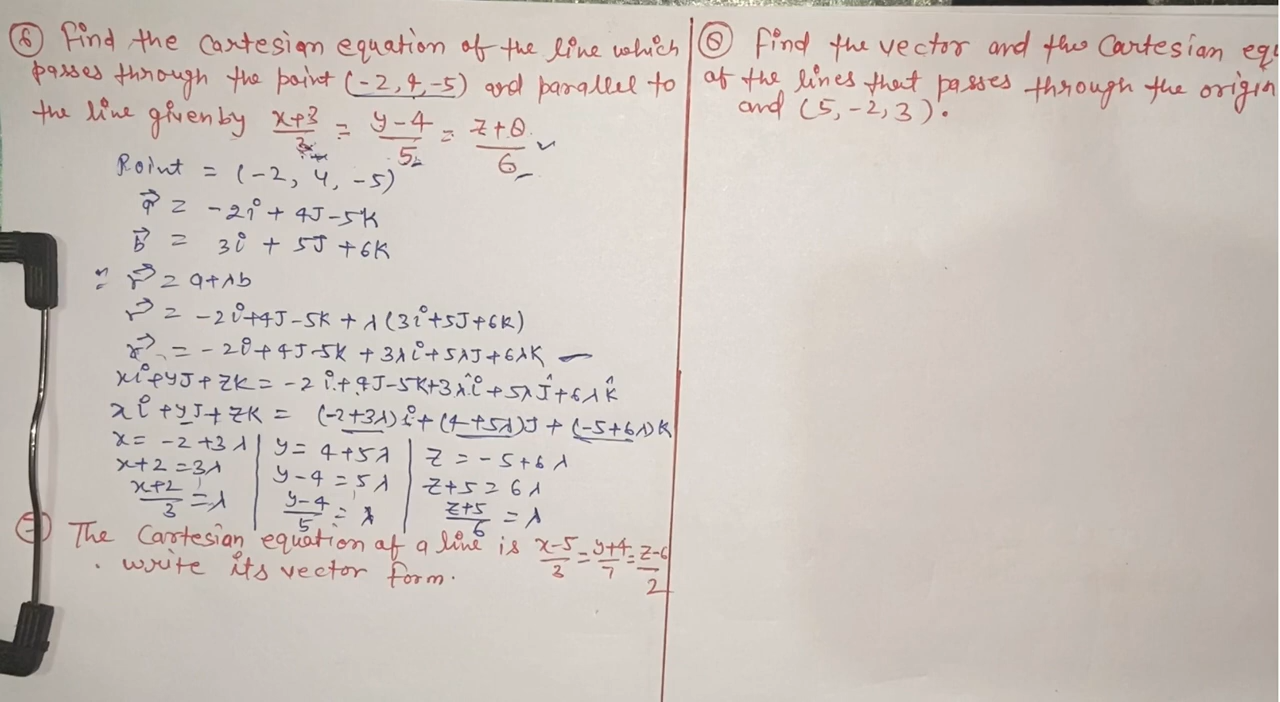 ⑥ Find the Cartesian equation of the line which
passes through the point (-2, 4, -5) and parallel to
the line given by x+3/3 = y-4/5 = z+8/6
Point = (-2, 4, -5)
a⃗ = -2i + 4J - 5K
b⃗ = 3i + 5J + 6K
∵ r⃗ = a+λb
r⃗ = -2i+4J-5K + λ(3i+5J+6K)
r⃗ = -2i+4J-5K + 3λi+5λJ+6λK
xi+yJ+zK = -2i+4J-5K+3λî+5λĴ+6λK̂
xi+yJ+zK = (-2+3λ)i+(4+5λ)J+(-5+6λ)K
x = -2+3λ | y = 4+5λ | z = -5+6λ
x+2 = 3λ | y-4 = 5λ | z+5 = 6λ
x+2/3 = λ | y-4/5 = λ | z+5/6 = λ
⑦ The Cartesian equation of a line is x-5/3 = y+4/7 = z-6/2
. write its vector form.
⑧ Find the vector and the Cartesian equ
of the lines that passes through the origin
and (5, -2, 3).